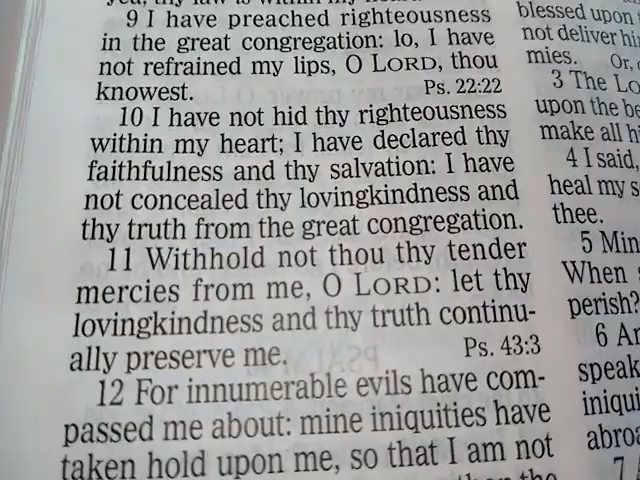 9 I have preached righteousness
in the great congregation: lo, I have
not refrained my lips, O LORD, thou
knowest. Ps. 22:22
10 I have not hid thy righteousness
within my heart; I have declared thy
faithfulness and thy salvation: I have
not concealed thy lovingkindness and
thy truth from the great congregation.
11 Withhold not thou thy tender
mercies from me, O LORD: let thy
lovingkindness and thy truth continu-
ally preserve me. Ps. 43:3
12 For innumerable evils have com-
passed me about: mine iniquities have
taken hold upon me, so that I am not
blessed upon
not deliver hi
mies. Or,
3 The Lo
upon the be
make all h
4 I said,
heal my s
thee.
5 Min
When
perish?
6 An
speak
iniqui
abroa
7